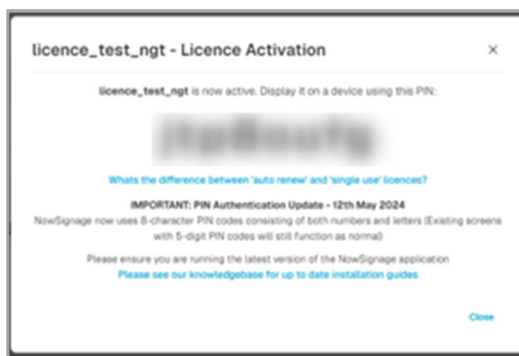 licence_test_ngt - Licence Activation
licence_test_ngt is now active. Display it on a device using this PIN:
Whats the difference between 'auto renew' and 'single use' licences?
IMPORTANT: PIN Authentication Update - 12th May 2024
NowSignage now uses 8-character PIN codes consisting of both numbers and letters (Existing screens
with 5-digit PIN codes will still function as normal)
Please ensure you are running the latest version of the NowSignage application
Please see our knowledgebase for up to date installation guides
Close